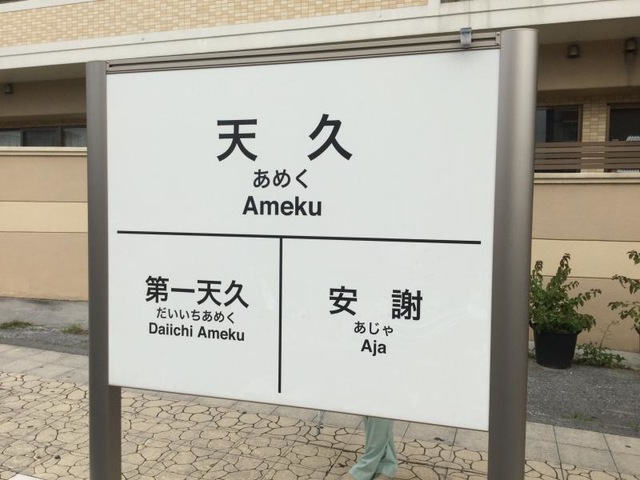 天久
あめく
Ameku
第一天久
だいいちあめく
Daiichi Ameku
安謝
あじゃ
Aja